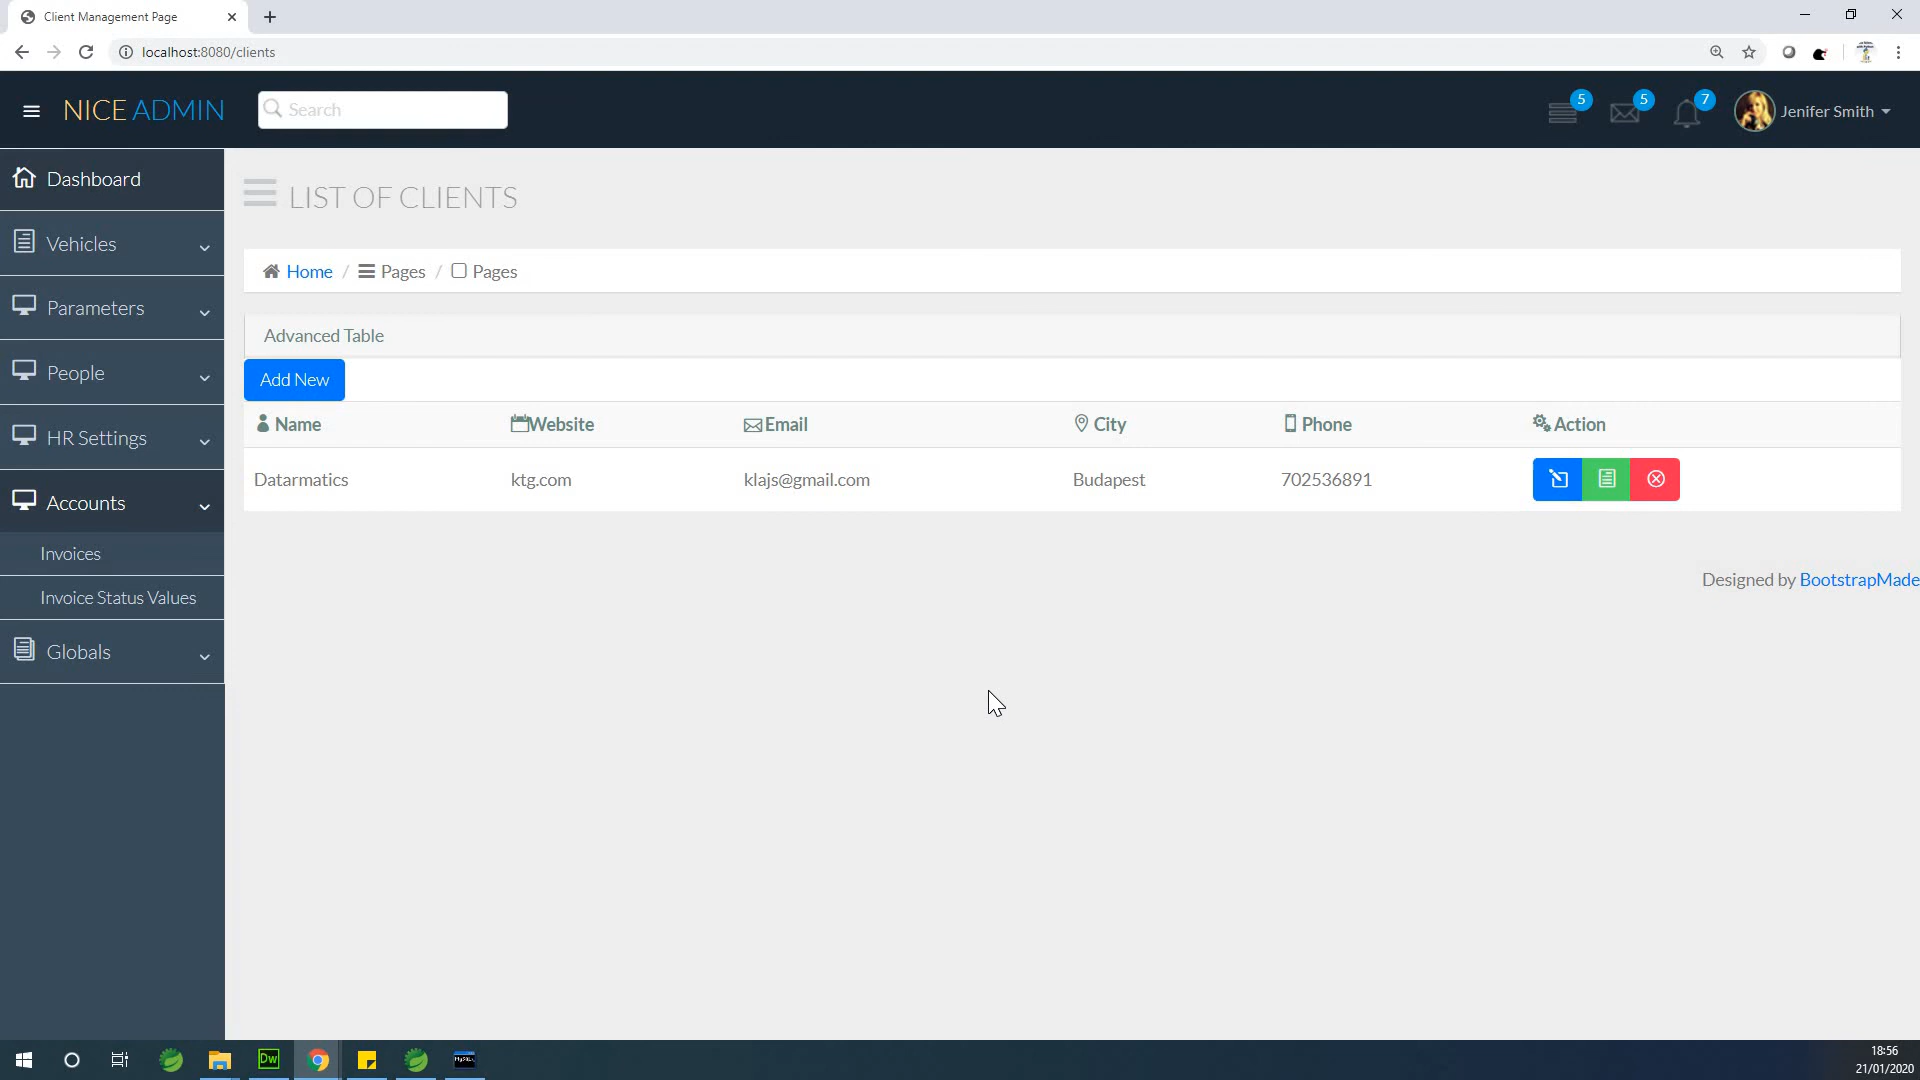 Client Management Page
localhost:8080/clients
NICE ADMIN
Search
5
5
7
Jenifer Smith
Dashboard
Vehicles
Parameters
People
HR Settings
Accounts
Invoices
Invoice Status Values
Globals
LIST OF CLIENTS
Home / Pages / Pages
Advanced Table
Add New
Name Website Email City Phone Action
Datarmatics ktg.com klajs@gmail.com Budapest 702536891
Designed by BootstrapMade
Dw
MySQL
18:56
21/01/2020